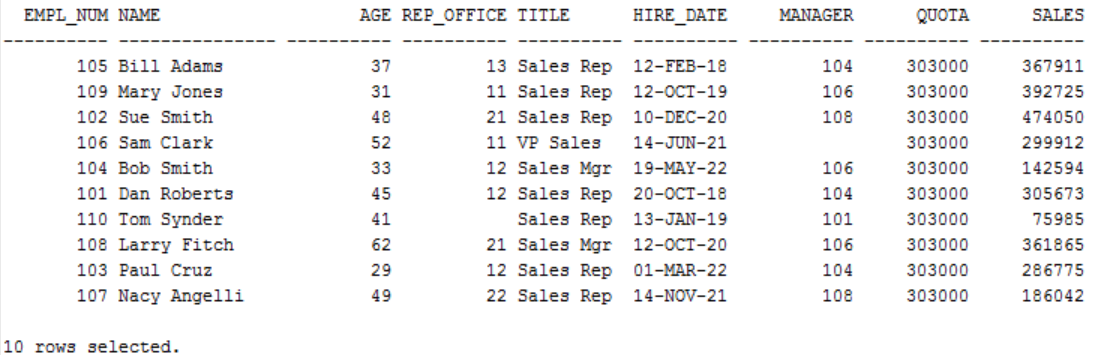 EMPL_NUM NAME AGE REP_OFFICE TITLE HIRE_DATE MANAGER QUOTA SALES
---------- --------------- ---------- ---------- ---------- ---------- ---------- ---------- ----------
105 Bill Adams 37 13 Sales Rep 12-FEB-18 104 303000 367911
109 Mary Jones 31 11 Sales Rep 12-OCT-19 106 303000 392725
102 Sue Smith 48 21 Sales Rep 10-DEC-20 108 303000 474050
106 Sam Clark 52 11 VP Sales 14-JUN-21 303000 299912
104 Bob Smith 33 12 Sales Mgr 19-MAY-22 106 303000 142594
101 Dan Roberts 45 12 Sales Rep 20-OCT-18 104 303000 305673
110 Tom Synder 41 Sales Rep 13-JAN-19 101 303000 75985
108 Larry Fitch 62 21 Sales Mgr 12-OCT-20 106 303000 361865
103 Paul Cruz 29 12 Sales Rep 01-MAR-22 104 303000 286775
107 Nacy Angelli 49 22 Sales Rep 14-NOV-21 108 303000 186042
10 rows selected.